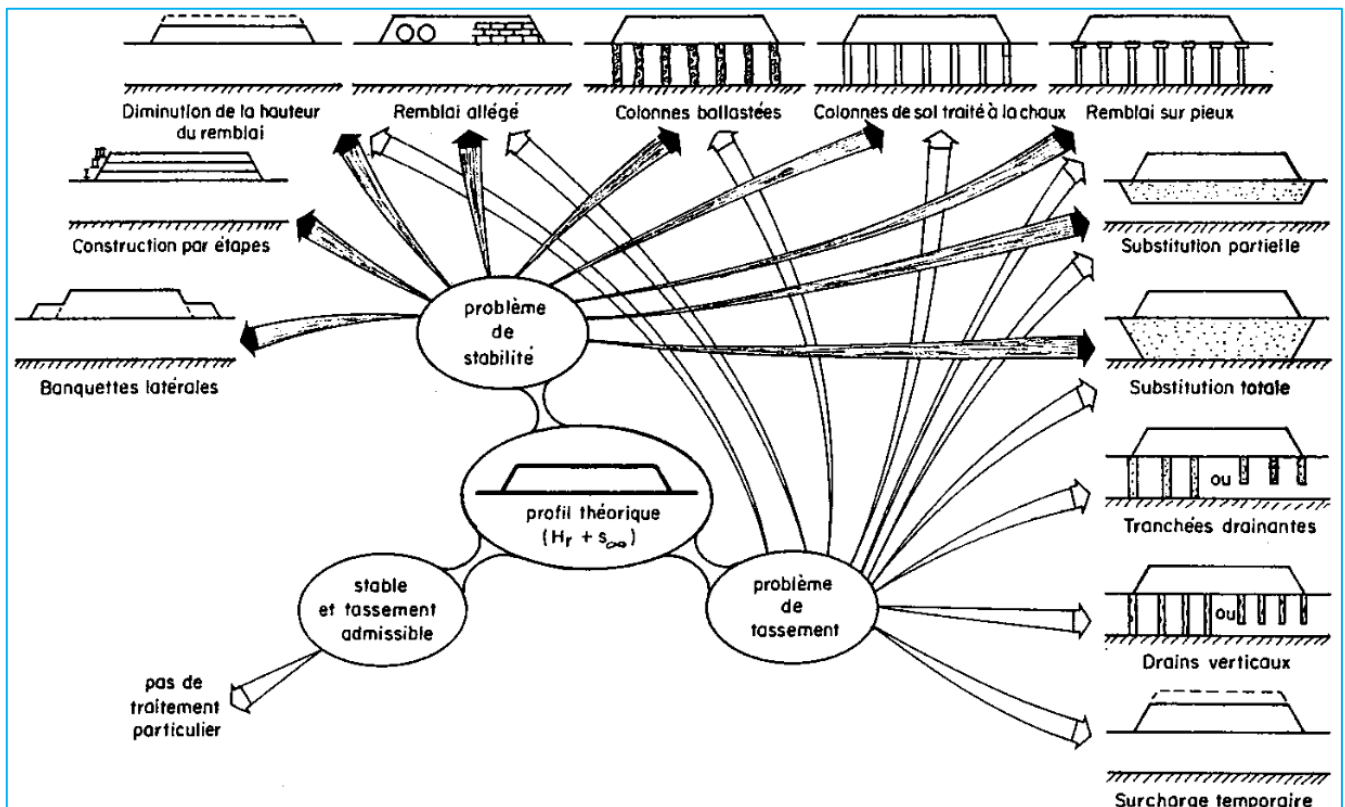 Diminution de la hauteur
du remblai
Remblai allégé
Colonnes ballastées
Colonnes de sol traité à la chaux
Remblai sur pieux
Construction par étapes
Substitution partielle
Banquettes latérales
problème
de
stabilité
Substitution totale
ou
Tranchées drainantes
profil théorique
(Hr + s∞)
stable
et tassement
admissible
problème
de
tassement
ou
Drains verticaux
pas de
traitement
particulier
Surcharge temporaire